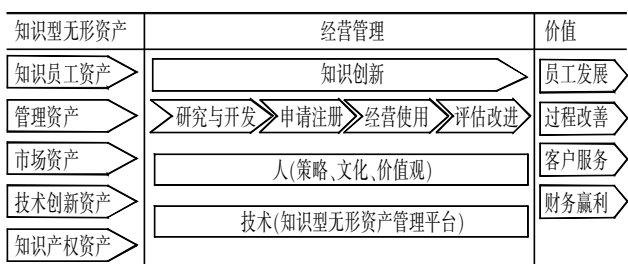 知识型无形资产 经营管理 价值
知识员工资产 知识创新 员工发展
管理资产 研究与开发 申请注册 经营使用 评估改进 过程改善
市场资产 人(策略、文化、价值观) 客户服务
技术创新资产 技术(知识型无形资产管理平台) 财务赢利
知识产权资产